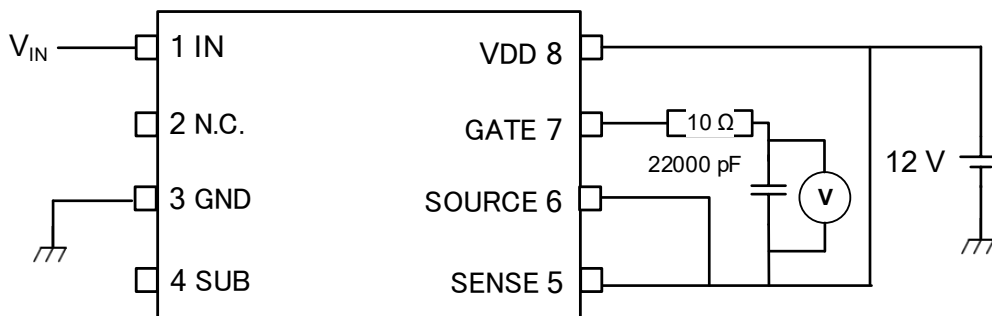 V_IN
1 IN
VDD 8
2 N.C.
GATE 7
10 Ω
22000 pF
V
12 V
3 GND
SOURCE 6
4 SUB
SENSE 5